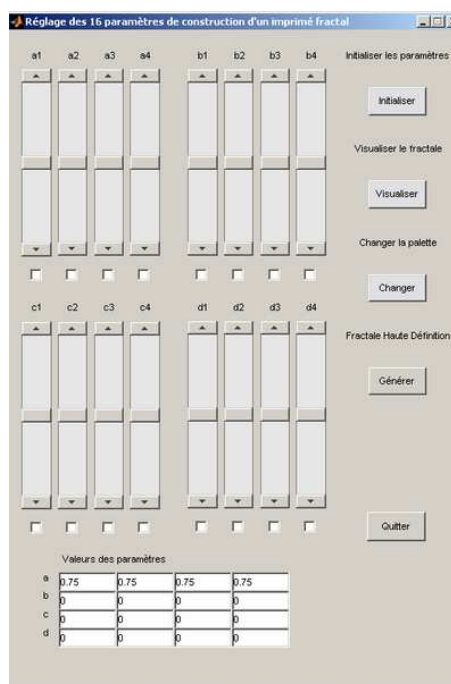 Réglage des 16 paramètres de construction d'un imprimé fractal
a1 a2 a3 a4 b1 b2 b3 b4
Initialiser les paramètres
Initialiser
Visualiser le fractale
Visualiser
Changer la palette
Changer
c1 c2 c3 c4 d1 d2 d3 d4
Fractale Haute Définition
Générer
Quitter
Valeurs des paramètres
a 0.75 0.75 0.75 0.75
b 0 0 0 0
c 0 0 0 0
d 0 0 0 0